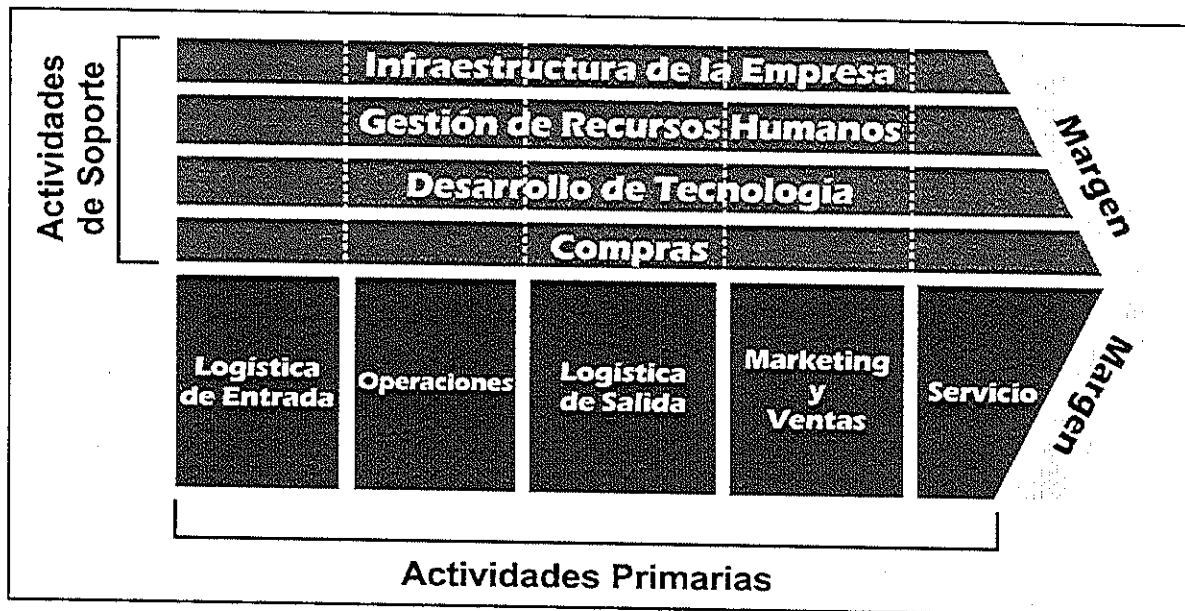 Actividades
de Soporte
Infraestructura de la Empresa
Gestión de Recursos Humanos
Desarrollo de Tecnología
Compras
Margen
Logística
de Entrada
Operaciones
Logística
de Salida
Marketing
y
Ventas
Servicio
Margen
Actividades Primarias